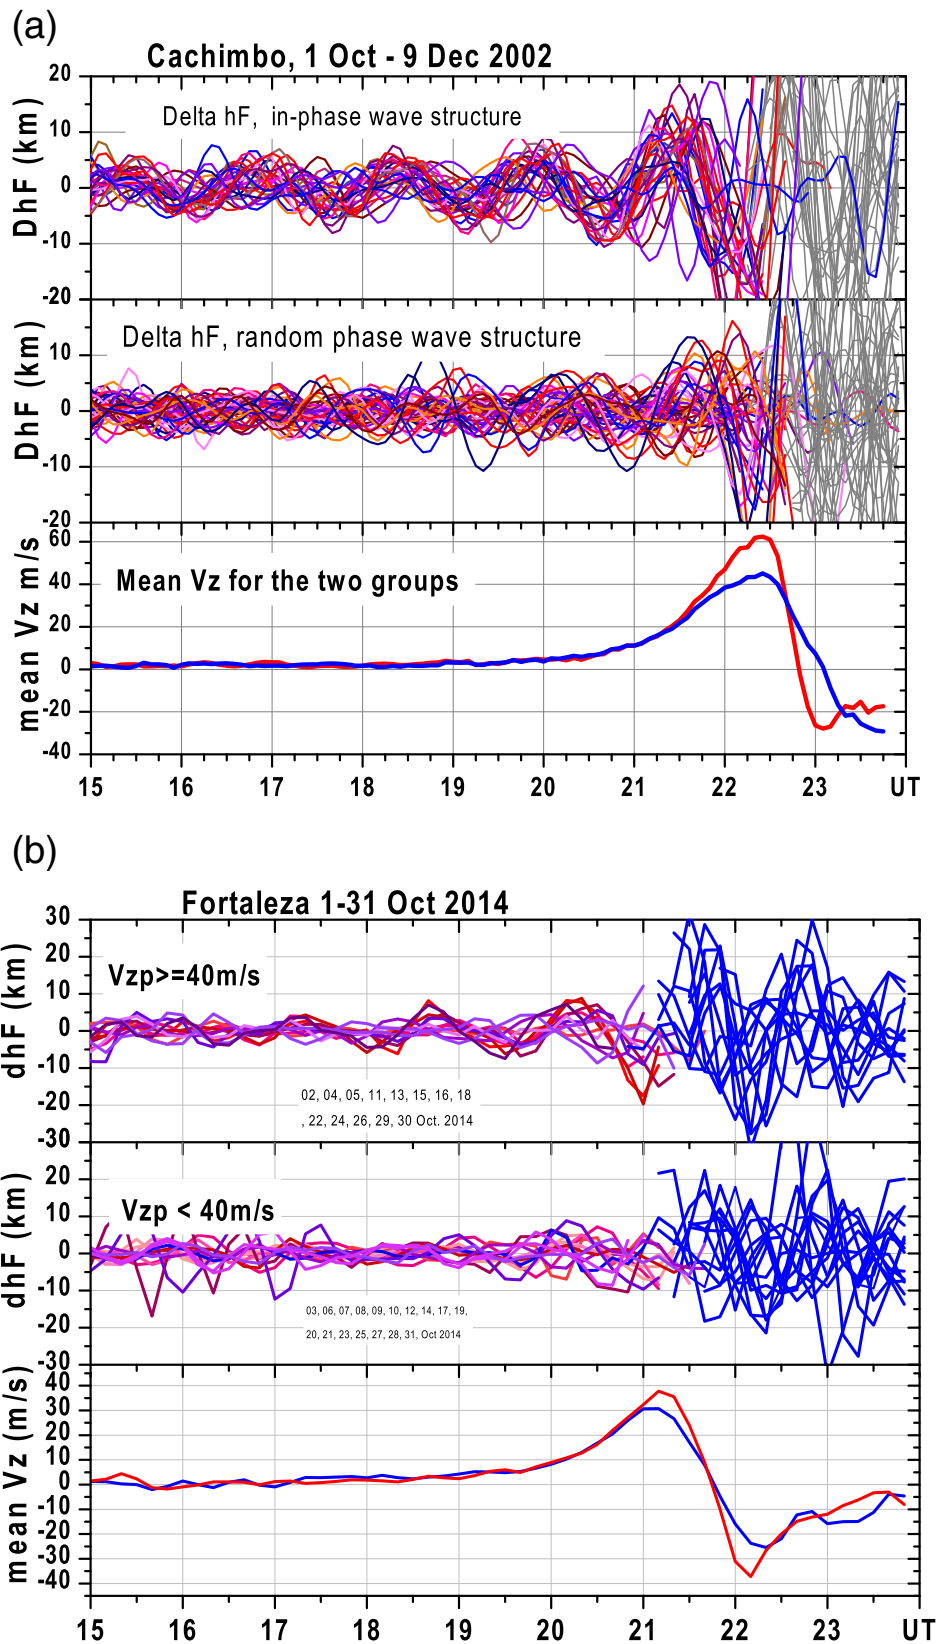 (a)
Cachimbo, 1 Oct - 9 Dec 2002
DhF (km)
20
10
0
-10
-20
Delta hF, in-phase wave structure
DhF (km)
10
0
-10
-20
Delta hF, random phase wave structure
mean Vz m/s
60
40
20
0
-20
-40
Mean Vz for the two groups
15 16 17 18 19 20 21 22 23 UT
(b)
Fortaleza 1-31 Oct 2014
dhF (km)
30
20
10
0
-10
-20
-30
Vzp>=40m/s
02, 04, 05, 11, 13, 15, 16, 18
, 22, 24, 26, 29, 30 Oct. 2014
dhF (km)
20
10
0
-10
-20
-30
Vzp < 40m/s
03, 06, 07, 08, 09, 10, 12, 14, 17, 19,
20, 21, 23, 25, 27, 28, 31, Oct 2014
mean Vz (m/s)
40
30
20
10
0
-10
-20
-30
-40
15 16 17 18 19 20 21 22 23 UT